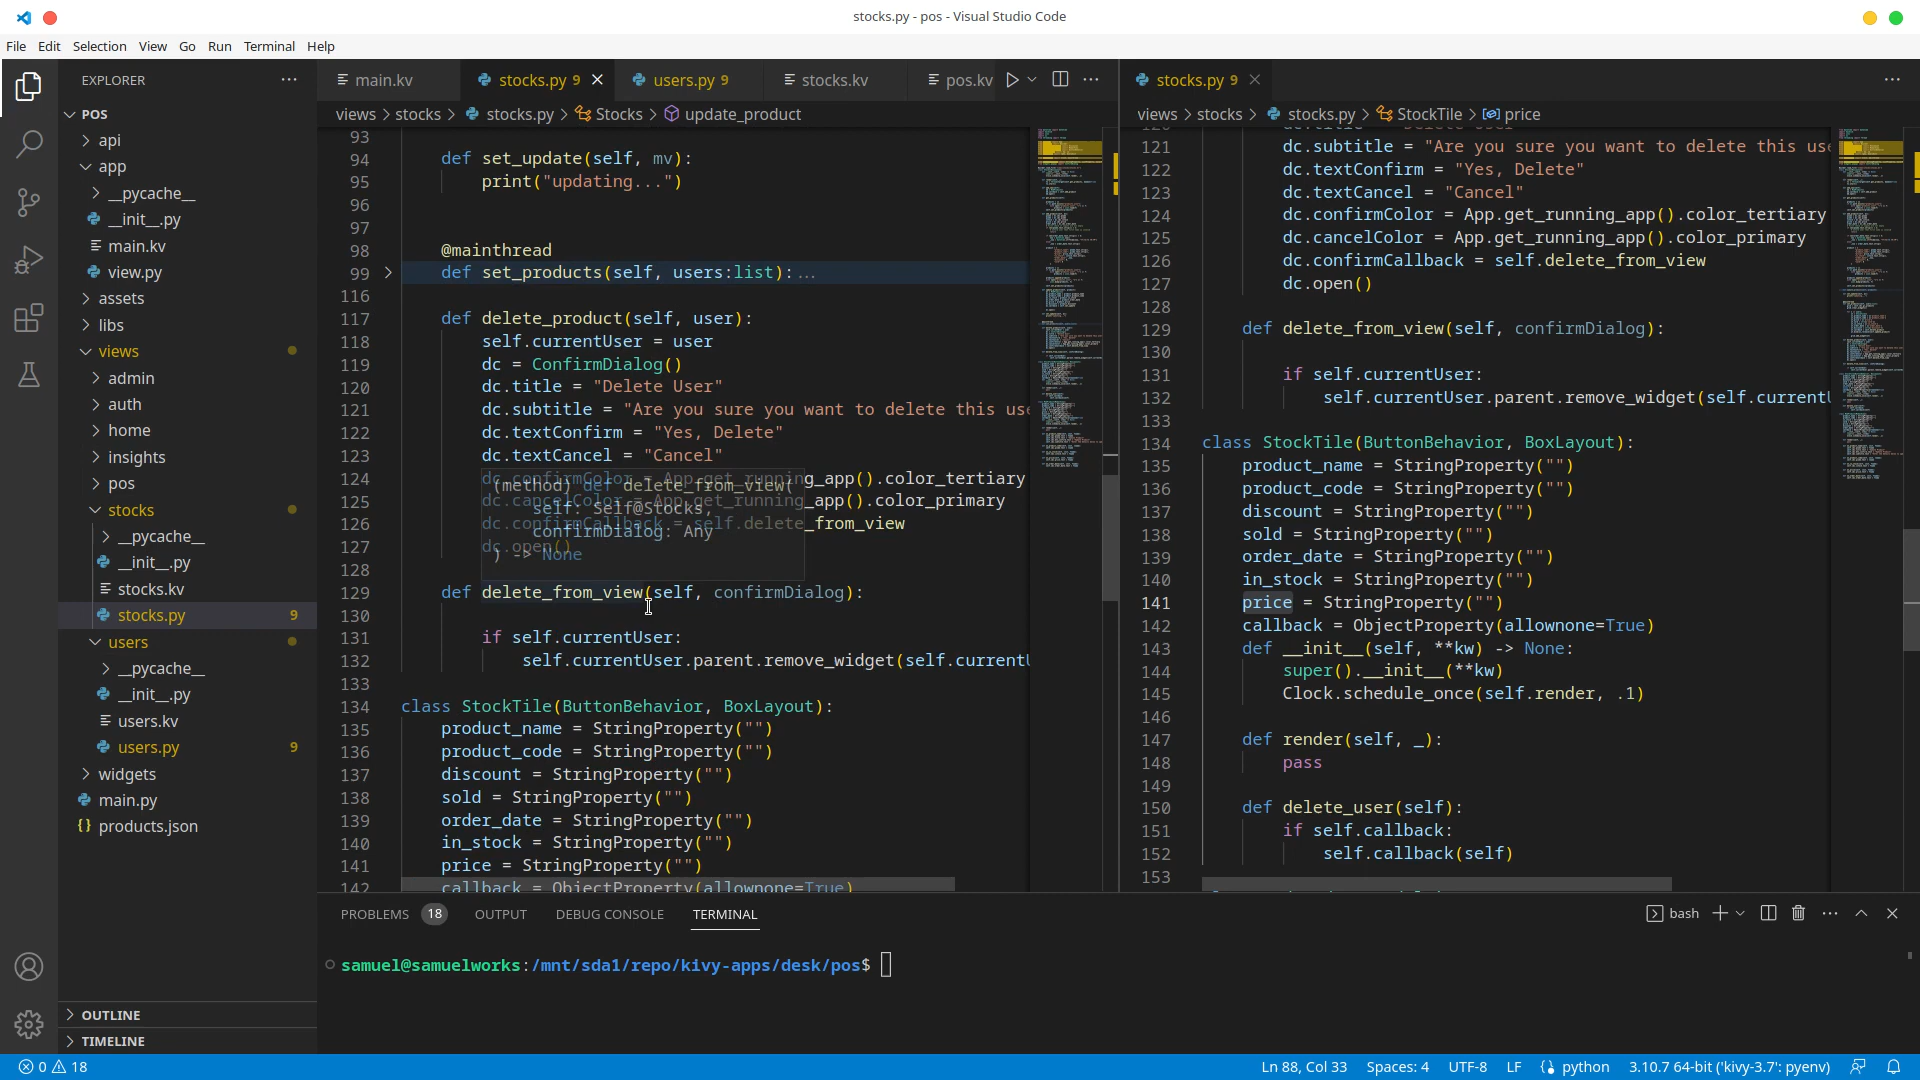 stocks.py - pos - Visual Studio Code
File Edit Selection View Go Run Terminal Help
EXPLORER
POS
api
app
__pycache__
__init__.py
main.kv
view.py
assets
libs
views
admin
auth
home
insights
pos
stocks
__pycache__
__init__.py
stocks.kv
stocks.py 9
users
__pycache__
__init__.py
users.kv
users.py 9
widgets
main.py
products.json
OUTLINE
TIMELINE
main.kv stocks.py 9 users.py 9 stocks.kv pos.kv
views > stocks > stocks.py > Stocks > update_product
93
94 def set_update(self, mv):
95 print("updating...")
96
97
98 @mainthread
99 def set_products(self, users:list):...
116
117 def delete_product(self, user):
118 self.currentUser = user
119 dc = ConfirmDialog()
120 dc.title = "Delete User"
121 dc.subtitle = "Are you sure you want to delete this use
122 dc.textConfirm = "Yes, Delete"
123 dc.textCancel = "Cancel"
124 dc.confirmColor = App.get_running_app().color_tertiary
125 dc.cancelColor = App.get_running_app().color_primary
126 dc.confirmCallback = self.delete_from_view
127 dc.open()
(method) def delete_from_view(
self: Self@Stocks,
confirmDialog: Any
) -> None
128
129 def delete_from_view(self, confirmDialog):
130
131 if self.currentUser:
132 self.currentUser.parent.remove_widget(self.currentU
133
134 class StockTile(ButtonBehavior, BoxLayout):
135 product_name = StringProperty("")
136 product_code = StringProperty("")
137 discount = StringProperty("")
138 sold = StringProperty("")
139 order_date = StringProperty("")
140 in_stock = StringProperty("")
141 price = StringProperty("")
142 callback = ObjectProperty(allownone=True)
stocks.py 9
views > stocks > stocks.py > StockTile > price
120 dc.title = "Delete User"
121 dc.subtitle = "Are you sure you want to delete this use
122 dc.textConfirm = "Yes, Delete"
123 dc.textCancel = "Cancel"
124 dc.confirmColor = App.get_running_app().color_tertiary
125 dc.cancelColor = App.get_running_app().color_primary
126 dc.confirmCallback = self.delete_from_view
127 dc.open()
128
129 def delete_from_view(self, confirmDialog):
130
131 if self.currentUser:
132 self.currentUser.parent.remove_widget(self.currentU
133
134 class StockTile(ButtonBehavior, BoxLayout):
135 product_name = StringProperty("")
136 product_code = StringProperty("")
137 discount = StringProperty("")
138 sold = StringProperty("")
139 order_date = StringProperty("")
140 in_stock = StringProperty("")
141 price = StringProperty("")
142 callback = ObjectProperty(allownone=True)
143 def __init__(self, **kw) -> None:
144 super().__init__(**kw)
145 Clock.schedule_once(self.render, .1)
146
147 def render(self, _):
148 pass
149
150 def delete_user(self):
151 if self.callback:
152 self.callback(self)
153
PROBLEMS 18 OUTPUT DEBUG CONSOLE TERMINAL
bash
samuel@samuelworks:/mnt/sda1/repo/kivy-apps/desk/pos$
0 18
Ln 88, Col 33 Spaces: 4 UTF-8 LF python 3.10.7 64-bit ('kivy-3.7': pyenv)